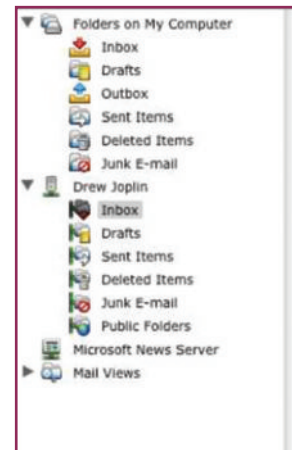 Folders on My Computer
Inbox
Drafts
Outbox
Sent Items
Deleted Items
Junk E-mail
Drew Joplin
Inbox
Drafts
Sent Items
Deleted Items
Junk E-mail
Public Folders
Microsoft News Server
Mail Views